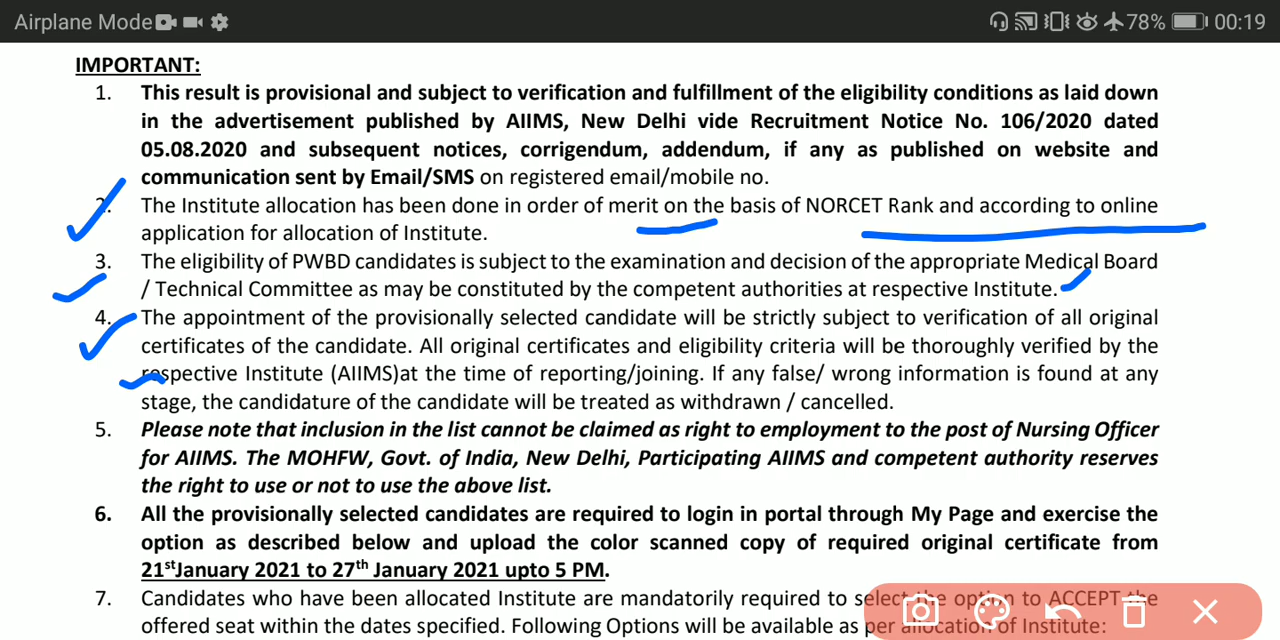 Airplane Mode 78% 00:19
IMPORTANT:
1. This result is provisional and subject to verification and fulfillment of the eligibility conditions as laid down
in the advertisement published by AIIMS, New Delhi vide Recruitment Notice No. 106/2020 dated
05.08.2020 and subsequent notices, corrigendum, addendum, if any as published on website and
communication sent by Email/SMS on registered email/mobile no.
2. The Institute allocation has been done in order of merit on the basis of NORCET Rank and according to online
application for allocation of Institute.
3. The eligibility of PWBD candidates is subject to the examination and decision of the appropriate Medical Board
/ Technical Committee as may be constituted by the competent authorities at respective Institute.
4. The appointment of the provisionally selected candidate will be strictly subject to verification of all original
certificates of the candidate. All original certificates and eligibility criteria will be thoroughly verified by the
respective Institute (AIIMS)at the time of reporting/joining. If any false/ wrong information is found at any
stage, the candidature of the candidate will be treated as withdrawn / cancelled.
5. Please note that inclusion in the list cannot be claimed as right to employment to the post of Nursing Officer
for AIIMS. The MOHFW, Govt. of India, New Delhi, Participating AIIMS and competent authority reserves
the right to use or not to use the above list.
6. All the provisionally selected candidates are required to login in portal through My Page and exercise the
option as described below and upload the color scanned copy of required original certificate from
21stJanuary 2021 to 27th January 2021 upto 5 PM.
7. Candidates who have been allocated Institute are mandatorily required to select the option to ACCEPT the
offered seat within the dates specified. Following Options will be available as per allocation of Institute: